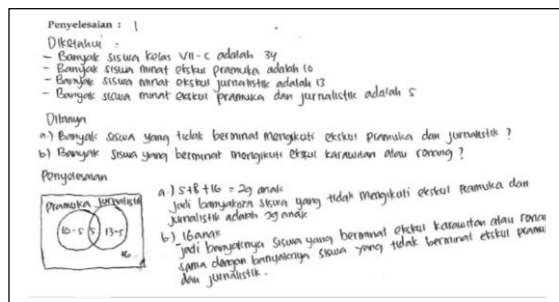 Penyelesaian : 1
Diketahui :
- Banyak siswa kelas VII-C adalah 34
- Banyak siswa minat ekskul pramuka adalah 10
- Banyak siswa minat ekskul jurnalistik adalah 13
- Banyak siswa minat ekskul pramuka dan jurnalistik adalah 5
Ditanya
a.) Banyak siswa yang tidak berminat mengikuti ekskul pramuka dan jurnalistik ?
b) Banyak siswa yang berminat mengikuti ekskul karawitan atau
Penyelesaian
Pramuka Jurnalistik
10-5 5 13-5
16
a.) 5+8+16 = 29 anak
jadi banyaknya siswa yang tidak mengikuti ekskul pramuka dan
jurnalistik adalah 29 anak
b.) 16 anak
jadi banyaknya siswa yang berminat ekskul karawitan atau
sama dengan banyaknya siswa yang tidak berminat ekskul
dan jurnalistik.